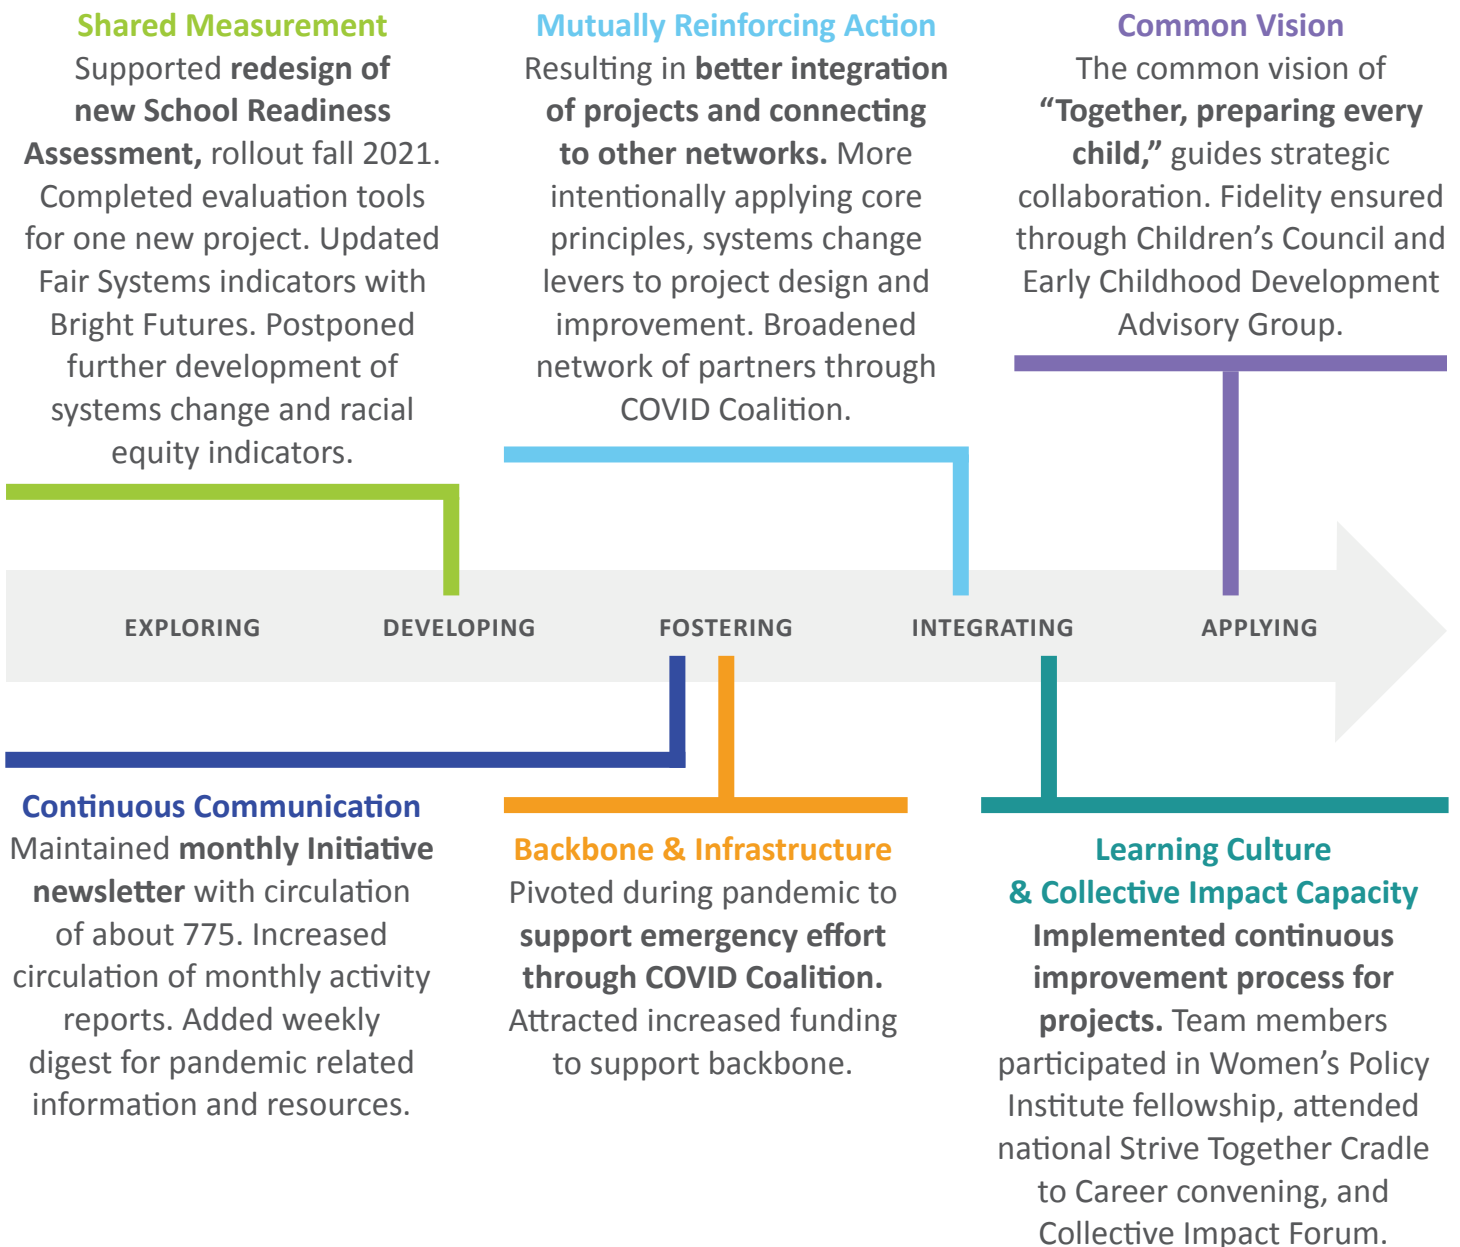 Shared Measurement
Supported redesign of
new School Readiness
Assessment, rollout fall 2021.
Completed evaluation tools
for one new project. Updated
Fair Systems indicators with
Bright Futures. Postponed
further development of
systems change and racial
equity indicators.
Mutually Reinforcing Action
Resulting in better integration
of projects and connecting
to other networks. More
intentionally applying core
principles, systems change
levers to project design and
improvement. Broadened
network of partners through
COVID Coalition.
Common Vision
The common vision of
“Together, preparing every
child,” guides strategic
collaboration. Fidelity ensured
through Children’s Council and
Early Childhood Development
Advisory Group.
EXPLORING
DEVELOPING
FOSTERING
INTEGRATING
APPLYING
Continuous Communication
Maintained monthly Initiative
newsletter with circulation
of about 775. Increased
circulation of monthly activity
reports. Added weekly
digest for pandemic related
information and resources.
Backbone & Infrastructure
Pivoted during pandemic to
support emergency effort
through COVID Coalition.
Attracted increased funding
to support backbone.
Learning Culture
& Collective Impact Capacity
Implemented continuous
improvement process for
projects. Team members
participated in Women’s Policy
Institute fellowship, attended
national Strive Together Cradle
to Career convening, and
Collective Impact Forum.